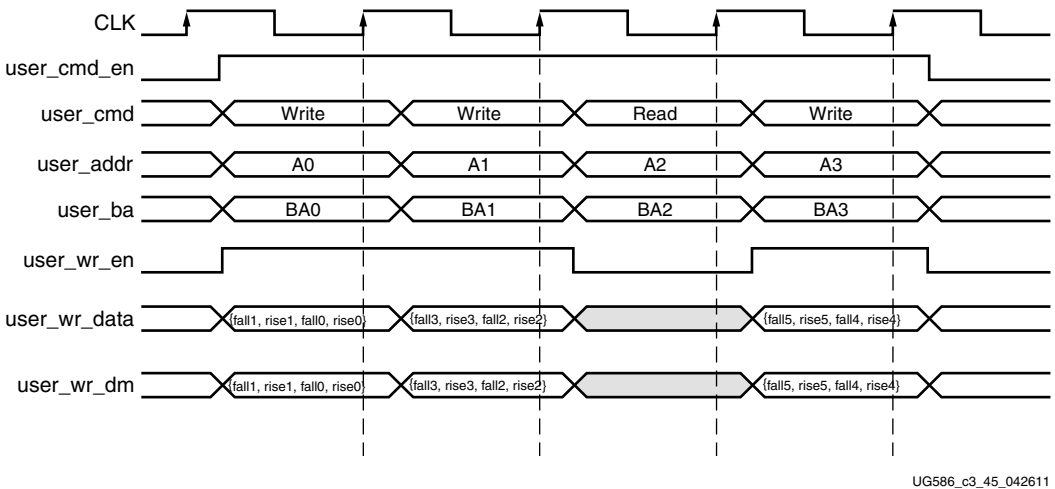 CLK
user_cmd_en
user_cmd Write Write Read Write
user_addr A0 A1 A2 A3
user_ba BA0 BA1 BA2 BA3
user_wr_en
user_wr_data {fall1, rise1, fall0, rise0} {fall3, rise3, fall2, rise2} {fall5, rise5, fall4, rise4}
user_wr_dm {fall1, rise1, fall0, rise0} {fall3, rise3, fall2, rise2} {fall5, rise5, fall4, rise4}
UG586_c3_45_042611